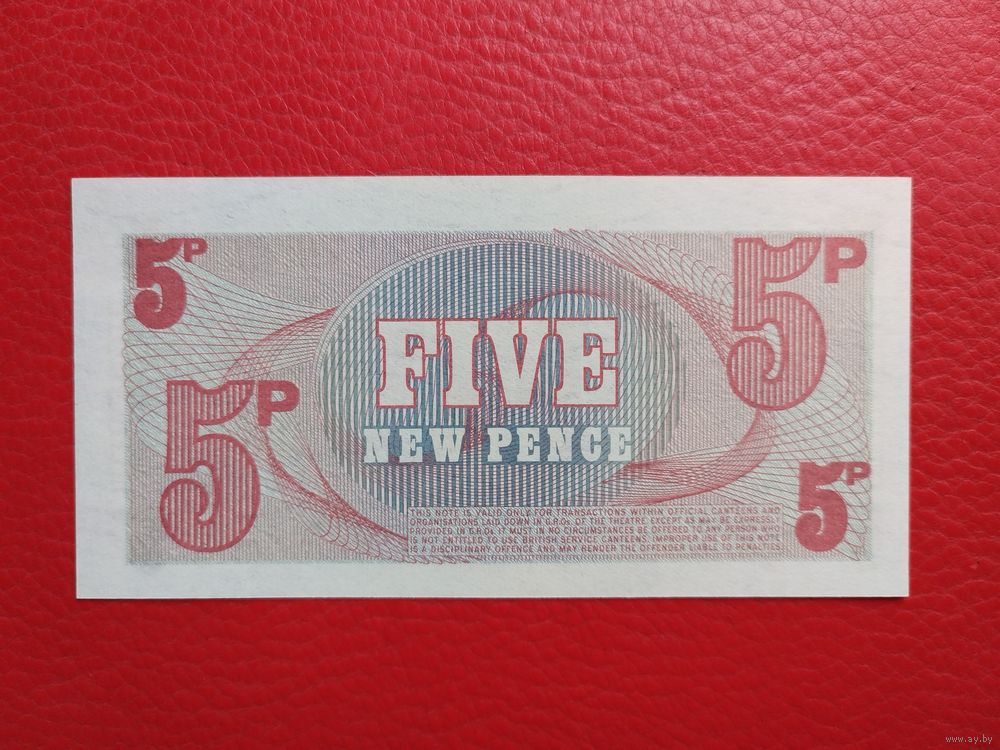 5P
5P
FIVE
NEW PENCE
5P
THIS NOTE IS VALID ONLY FOR TRANSACTIONS WITHIN OFFICIAL CANTEENS AND
ORGANISATIONS LAID DOWN IN G.R.Os. OF THE THEATRE, EXCEPT AS MAY BE EXPRESSLY
PROVIDED IN G.R.Os. IT MUST IN NO CIRCUMSTANCES BE OFFERED TO ANY PERSON WHO
IS NOT ENTITLED TO USE BRITISH SERVICE CANTEENS. IMPROPER USE OF THIS NOTE
IS A DISCIPLINARY OFFENCE AND MAY RENDER THE OFFENDER LIABLE TO PENALTIES.
5P
www.ay.by